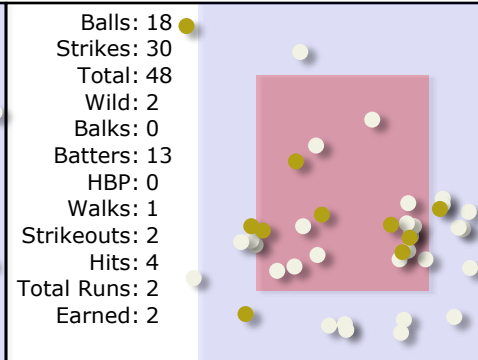 Balls: 18
Strikes: 30
Total: 48
Wild: 2
Balks: 0
Batters: 13
HBP: 0
Walks: 1
Strikeouts: 2
Hits: 4
Total Runs: 2
Earned: 2